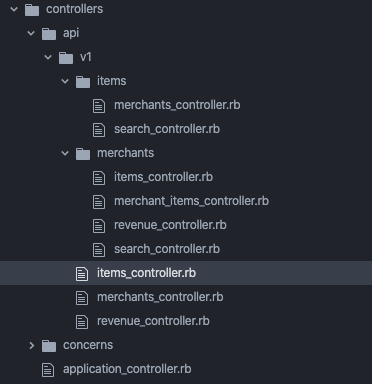 controllers
api
v1
items
merchants_controller.rb
search_controller.rb
merchants
items_controller.rb
merchant_items_controller.rb
revenue_controller.rb
search_controller.rb
items_controller.rb
merchants_controller.rb
revenue_controller.rb
concerns
application_controller.rb